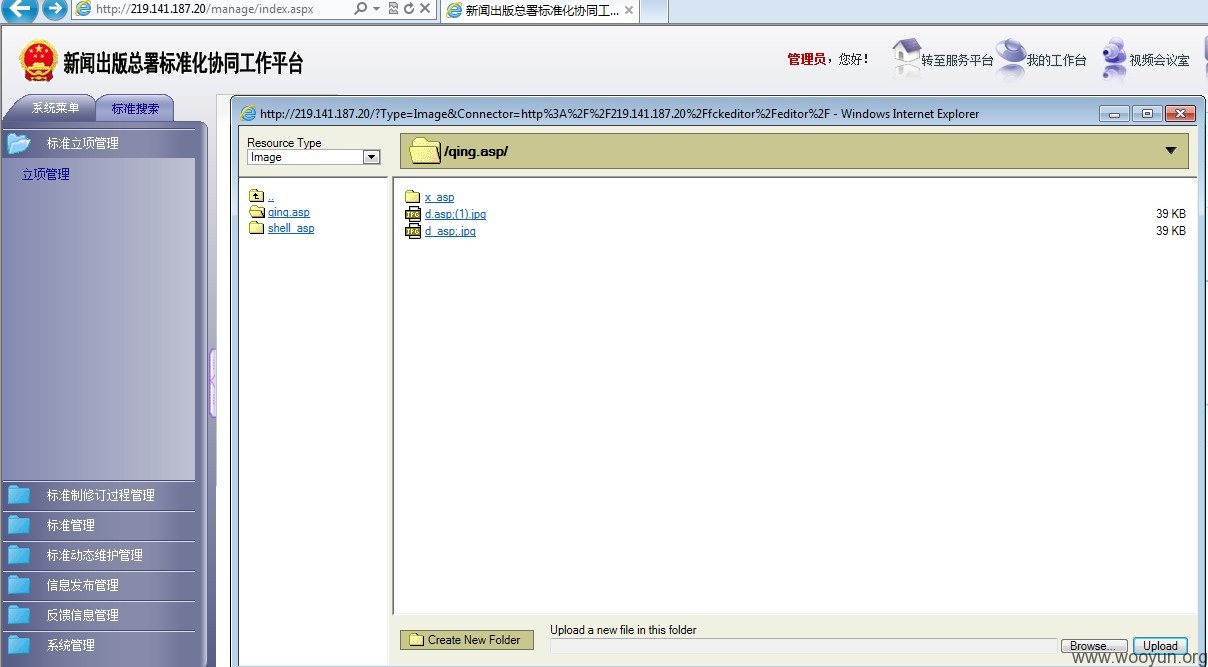 http://219.141.187.20/manage/index.aspx
新闻出版总署标准化协同工...
新闻出版总署标准化协同工作平台
管理员，您好！
转至服务平台
我的工作台
视频会议室
系统菜单
标准搜索
标准立项管理
立项管理
标准制修订过程管理
标准管理
标准动态维护管理
信息发布管理
反馈信息管理
系统管理
http://219.141.187.20/?Type=Image&Connector=http%3A%2F%2F219.141.187.20%2Ffckeditor%2Feditor%2F - Windows Internet Explorer
Resource Type
Image
/qing.asp/
..
qing.asp
shell_asp
x_asp
d.asp;(1).jpg
39 KB
d_asp;.jpg
39 KB
Create New Folder
Upload a new file in this folder
Browse...
Upload
www.wooyun.org